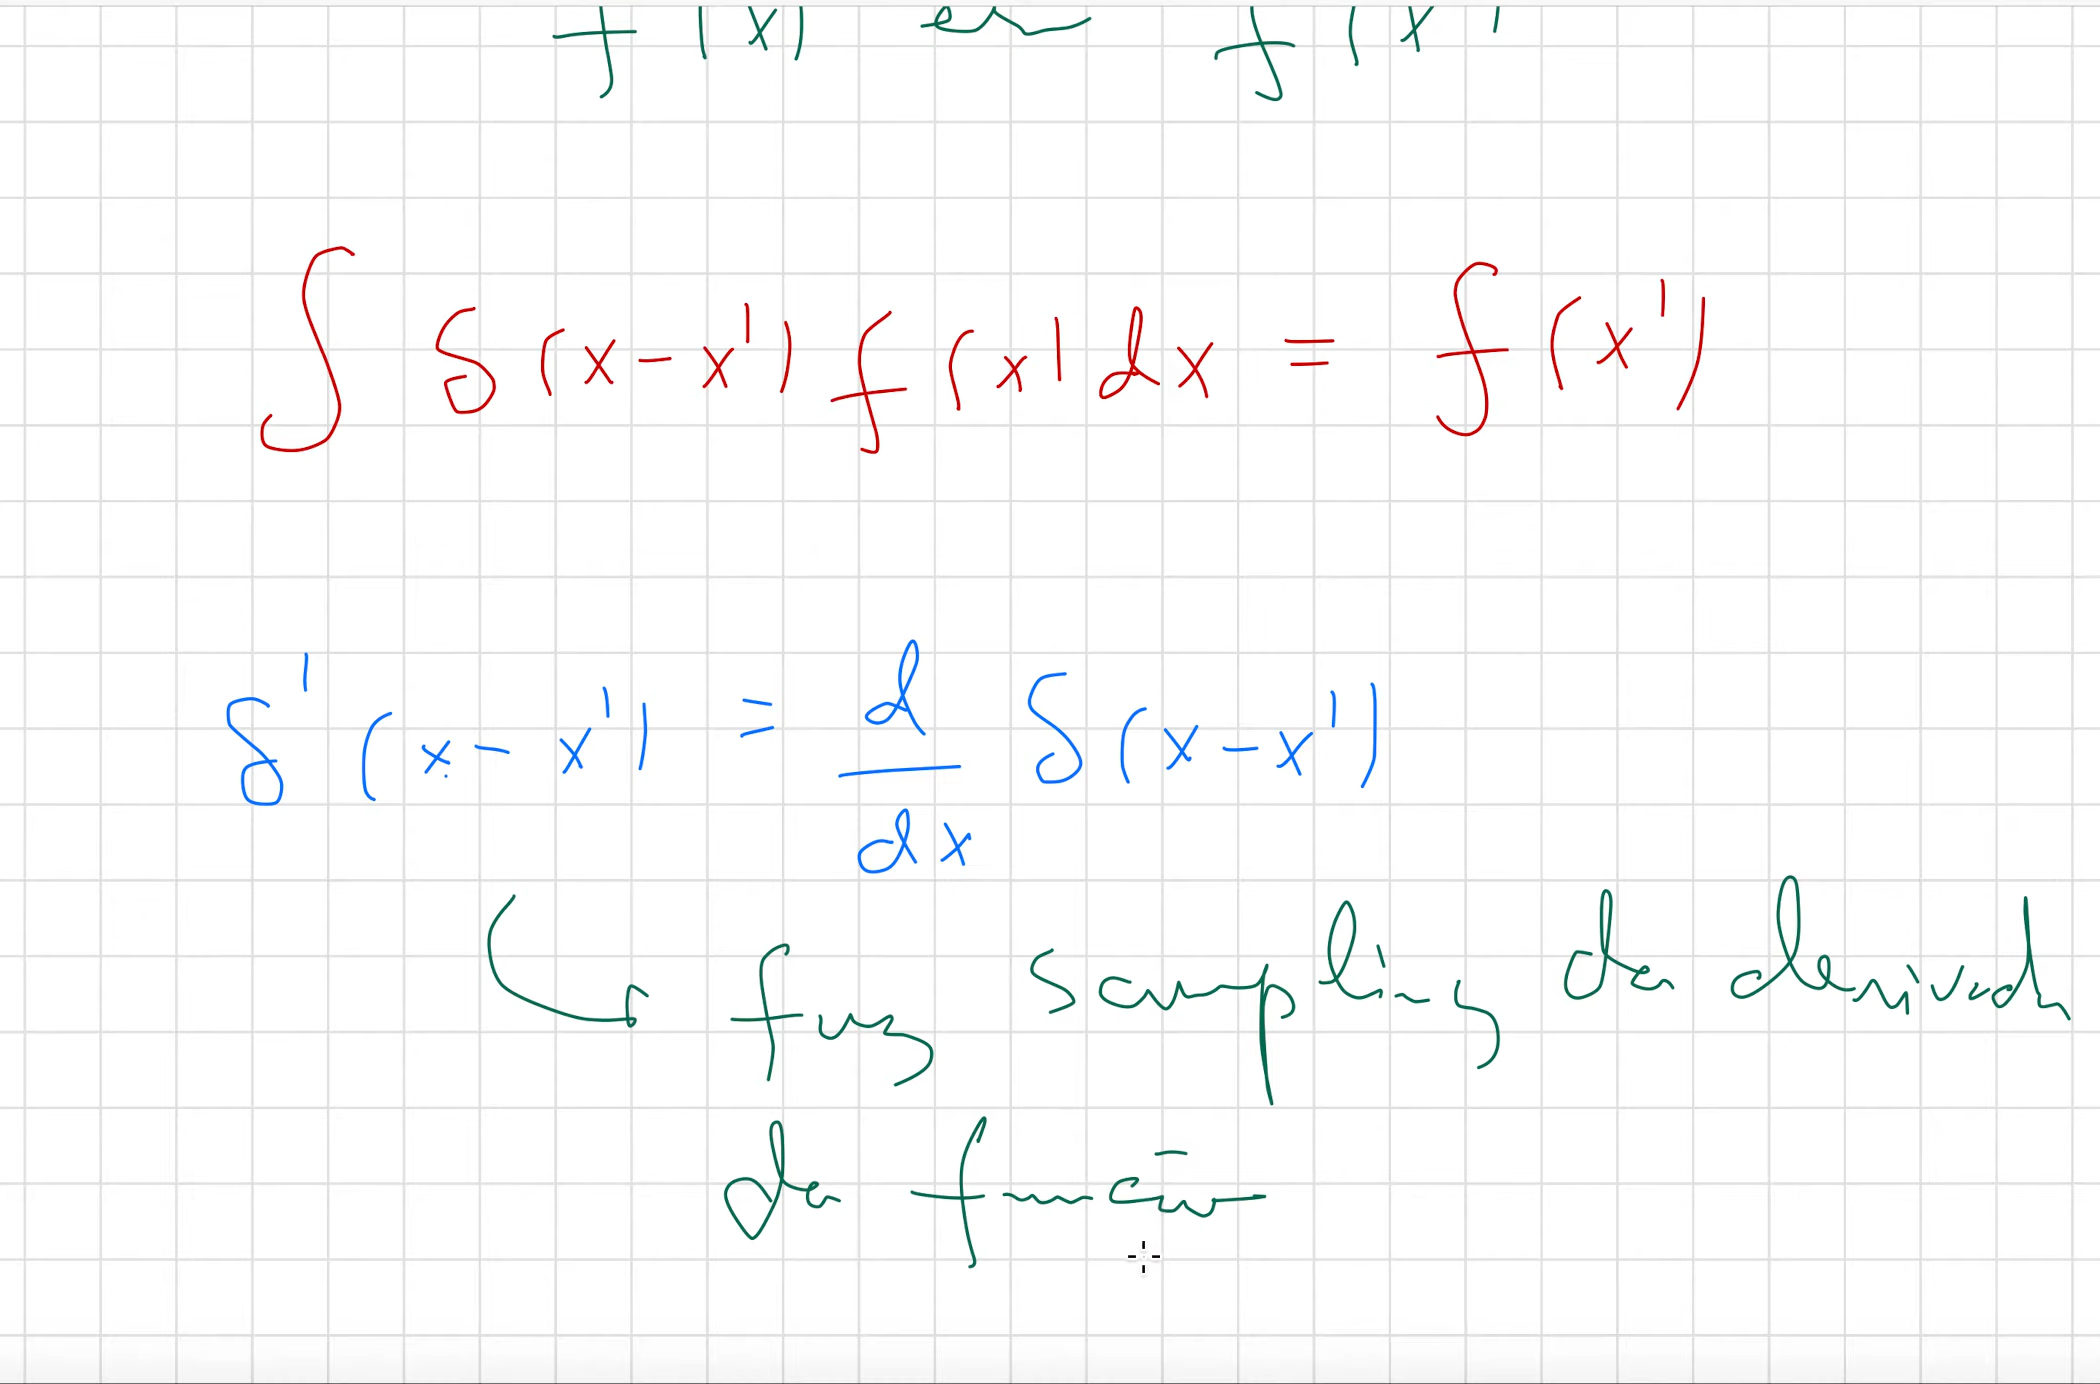 f(x) em f(x'
∫ δ(x-x') f(x) dx = f(x')
δ'(x-x') = d/dx δ(x-x')
↳ faz sampling da derivada
da função